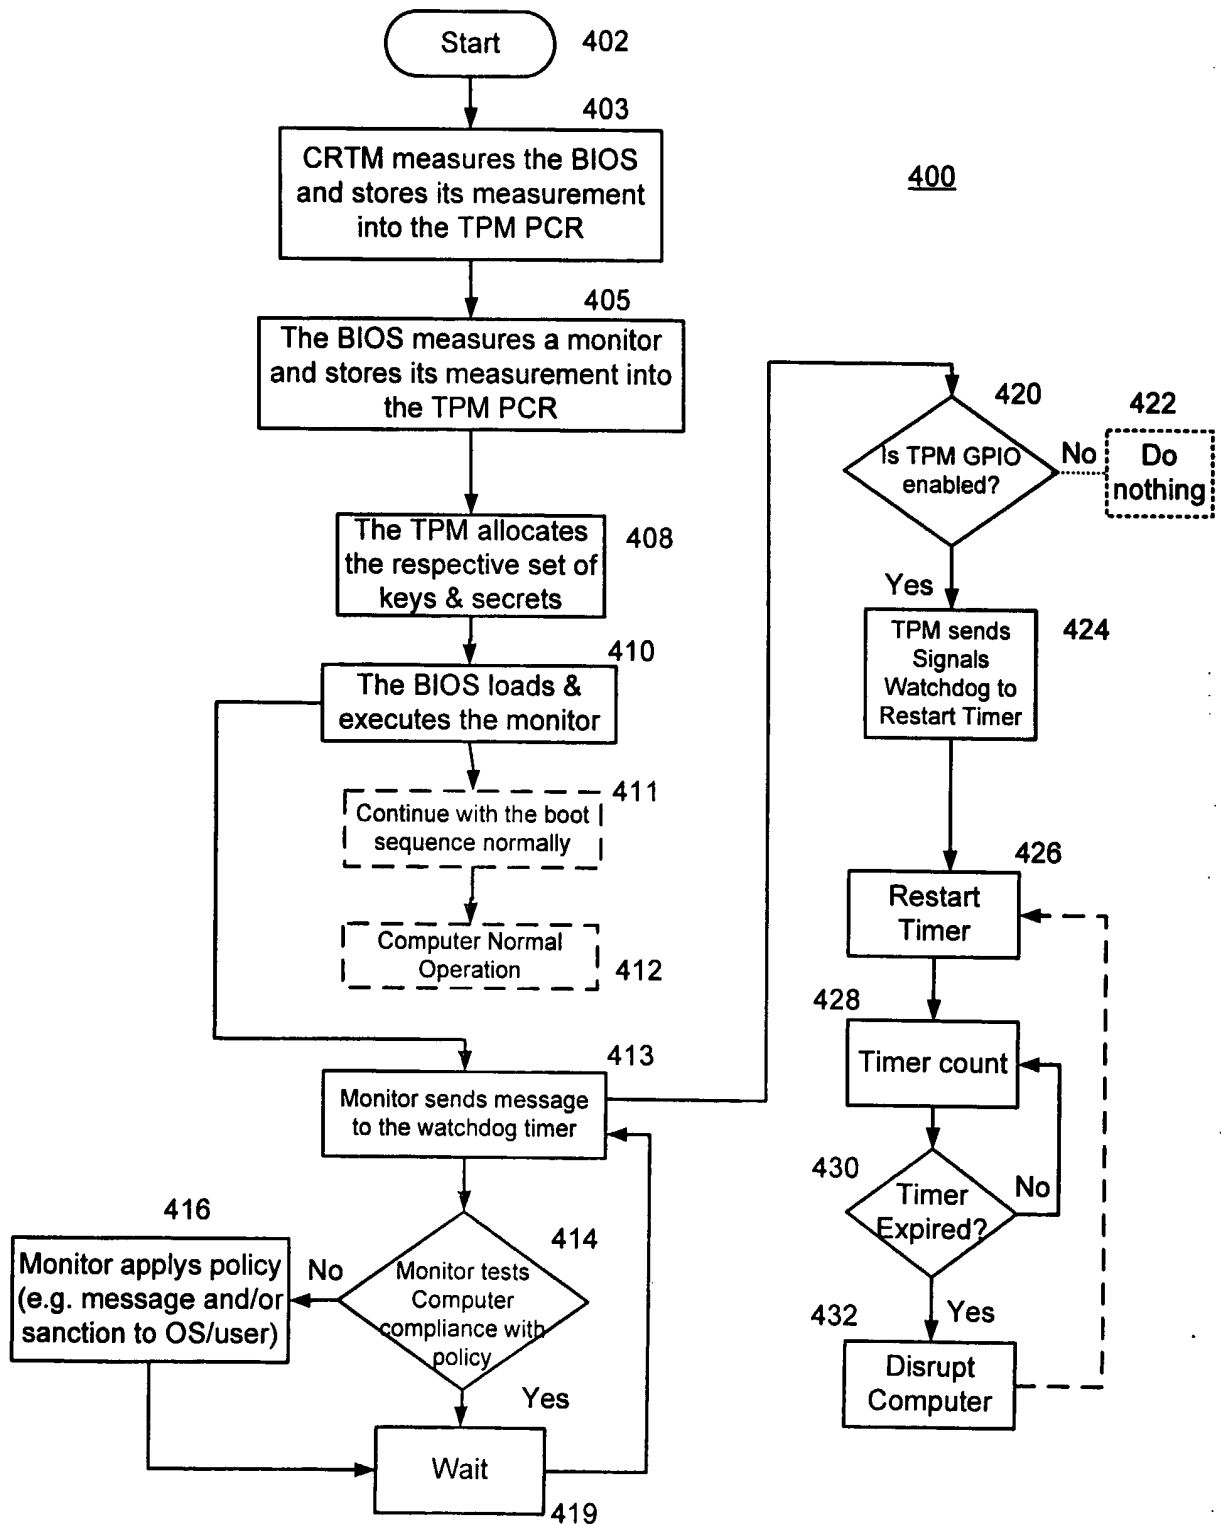 Start
402
403
CRTM measures the BIOS
and stores its measurement
into the TPM PCR
400
405
The BIOS measures a monitor
and stores its measurement into
the TPM PCR
408
The TPM allocates
the respective set of
keys & secrets
410
The BIOS loads &
executes the monitor
411
Continue with the boot
sequence normally
Computer Normal
Operation
412
413
Monitor sends message
to the watchdog timer
414
Monitor tests
Computer
compliance with
policy
No
416
Monitor applys policy
(e.g. message and/or
sanction to OS/user)
Yes
Wait
419
420
Is TPM GPIO
enabled?
No
422
Do
nothing
Yes
424
TPM sends
Signals
Watchdog to
Restart Timer
426
Restart
Timer
428
Timer count
430
Timer
Expired?
No
Yes
432
Disrupt
Computer